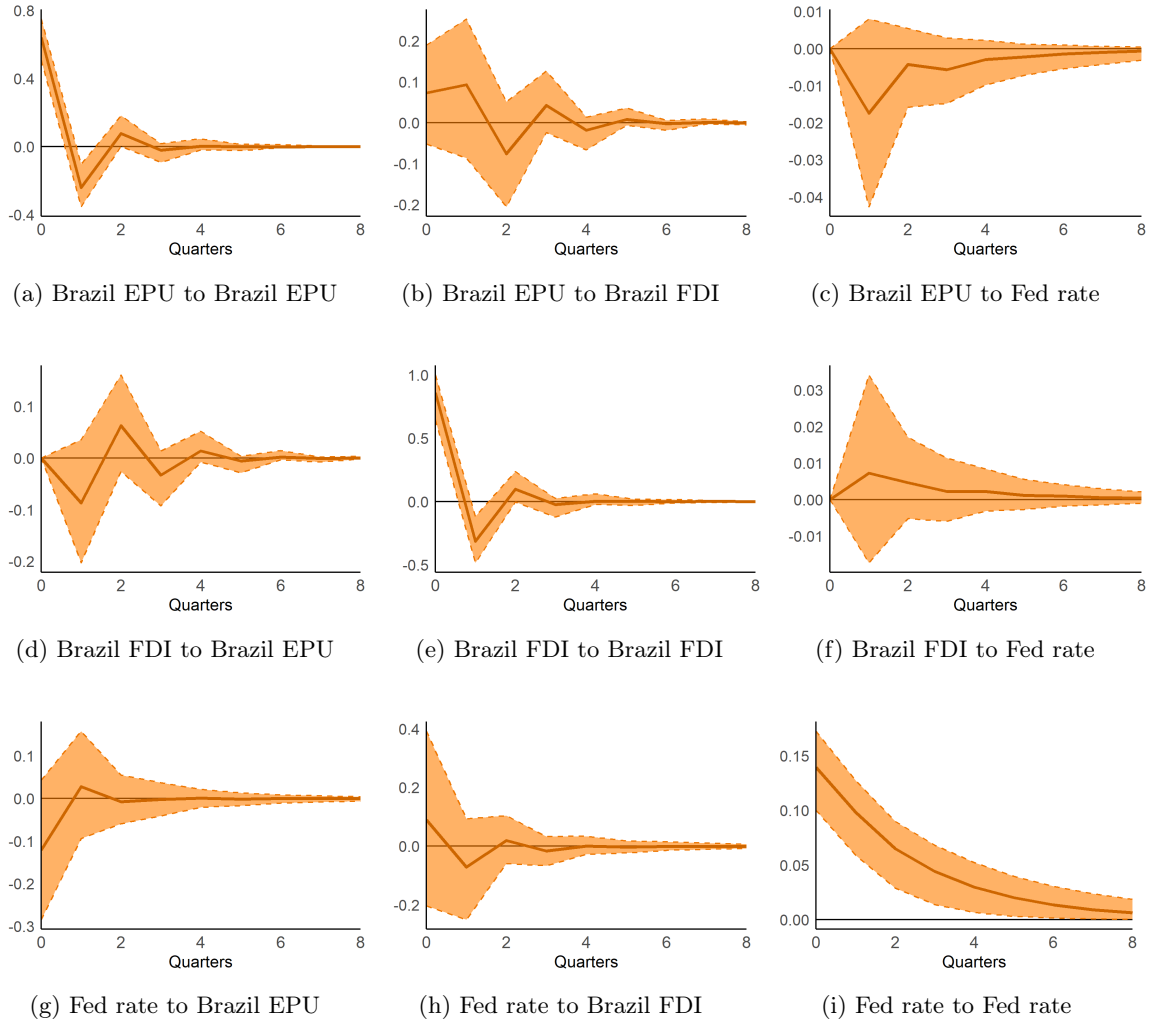 0.8
0.4
0.0
-0.4
0 2 4 6 8
Quarters
(a) Brazil EPU to Brazil EPU
0.2
0.1
0.0
-0.1
-0.2
0 2 4 6 8
Quarters
(b) Brazil EPU to Brazil FDI
0.01
0.00
-0.01
-0.02
-0.03
-0.04
0 2 4 6 8
Quarters
(c) Brazil EPU to Fed rate
0.1
0.0
-0.1
-0.2
0 2 4 6 8
Quarters
(d) Brazil FDI to Brazil EPU
1.0
0.5
0.0
-0.5
0 2 4 6 8
Quarters
(e) Brazil FDI to Brazil FDI
0.03
0.02
0.01
0.00
-0.01
0 2 4 6 8
Quarters
(f) Brazil FDI to Fed rate
0.1
0.0
-0.1
-0.2
-0.3
0 2 4 6 8
Quarters
(g) Fed rate to Brazil EPU
0.4
0.2
0.0
-0.2
0 2 4 6 8
Quarters
(h) Fed rate to Brazil FDI
0.15
0.10
0.05
0.00
0 2 4 6 8
Quarters
(i) Fed rate to Fed rate